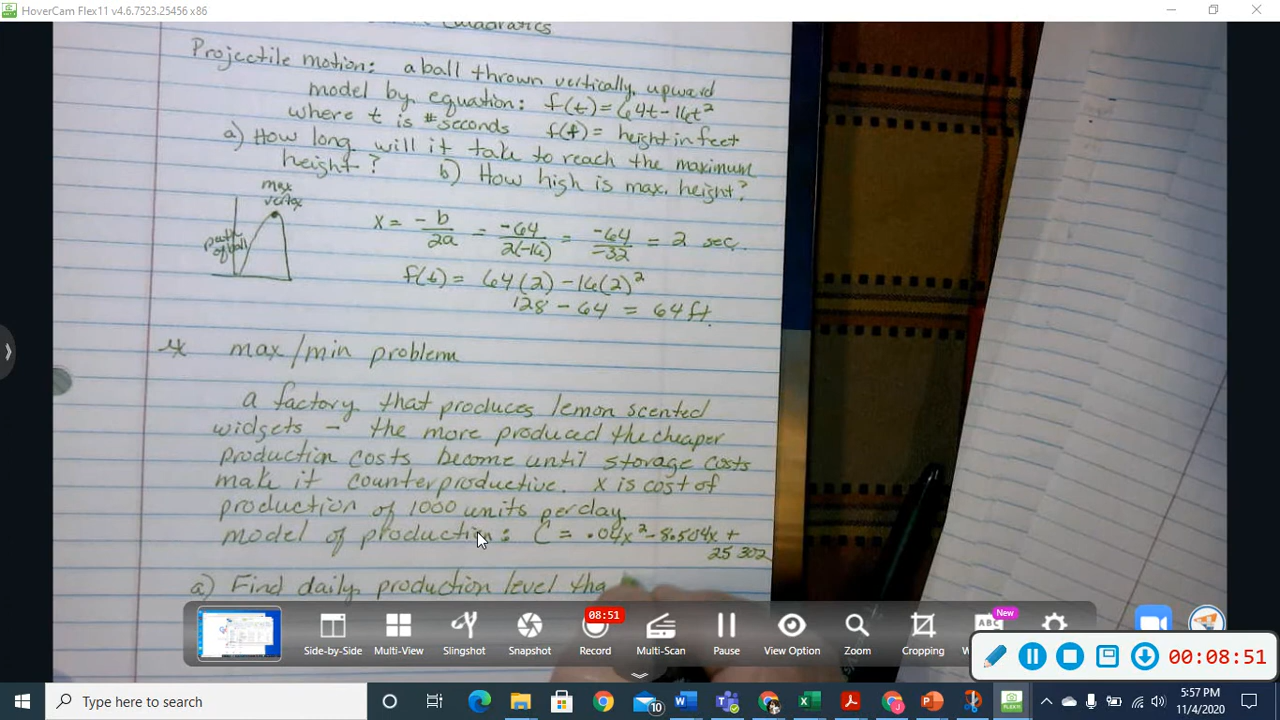 HoverCam Flex11 v4.6.7523.25456 x86
Quadratics
Projectile motion: a ball thrown vertically upward
model by equation: f(t) = 64t - 16t²
where t is # seconds f(t) = height in feet
a) How long will it take to reach the maximum
height? b) How high is max. height?
max
vertex
path
of ball
x = -b/2a = -64/2(-16) = -64/-32 = 2 sec.
f(t) = 64(2) - 16(2)²
128 - 64 = 64 ft.
max/min problem
a factory that produces lemon scented
widgets - the more produced the cheaper
production costs become until storage costs
make it counterproductive. x is cost of
production of 1000 units per day.
model of production: C = .04x² - 8.504x +
25 302
a) Find daily production level tha
08:51
New
ABC
Side-by-Side Multi-View Slingshot Snapshot Record Multi-Scan Pause View Option Zoom Cropping W
00:08:51
Type here to search
10
FLEX 11
5:57 PM
11/4/2020